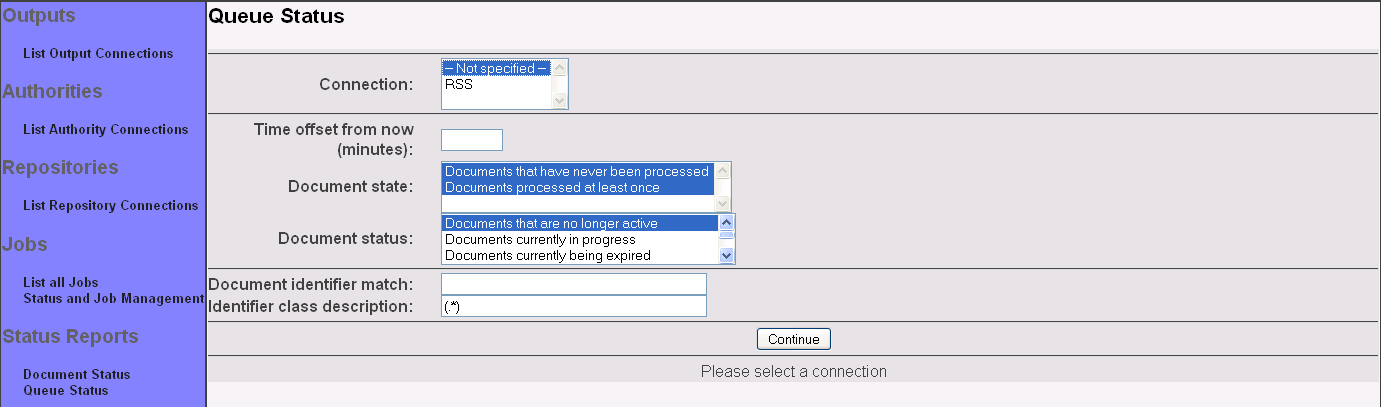 Outputs
List Output Connections
Authorities
List Authority Connections
Repositories
List Repository Connections
Jobs
List all Jobs
Status and Job Management
Status Reports
Document Status
Queue Status
Queue Status
Connection:
-- Not specified --
RSS
Time offset from now
(minutes):
Document state:
Documents that have never been processed
Documents processed at least once
Document status:
Documents that are no longer active
Documents currently in progress
Documents currently being expired
Document identifier match:
Identifier class description:
(.*)
Continue
Please select a connection